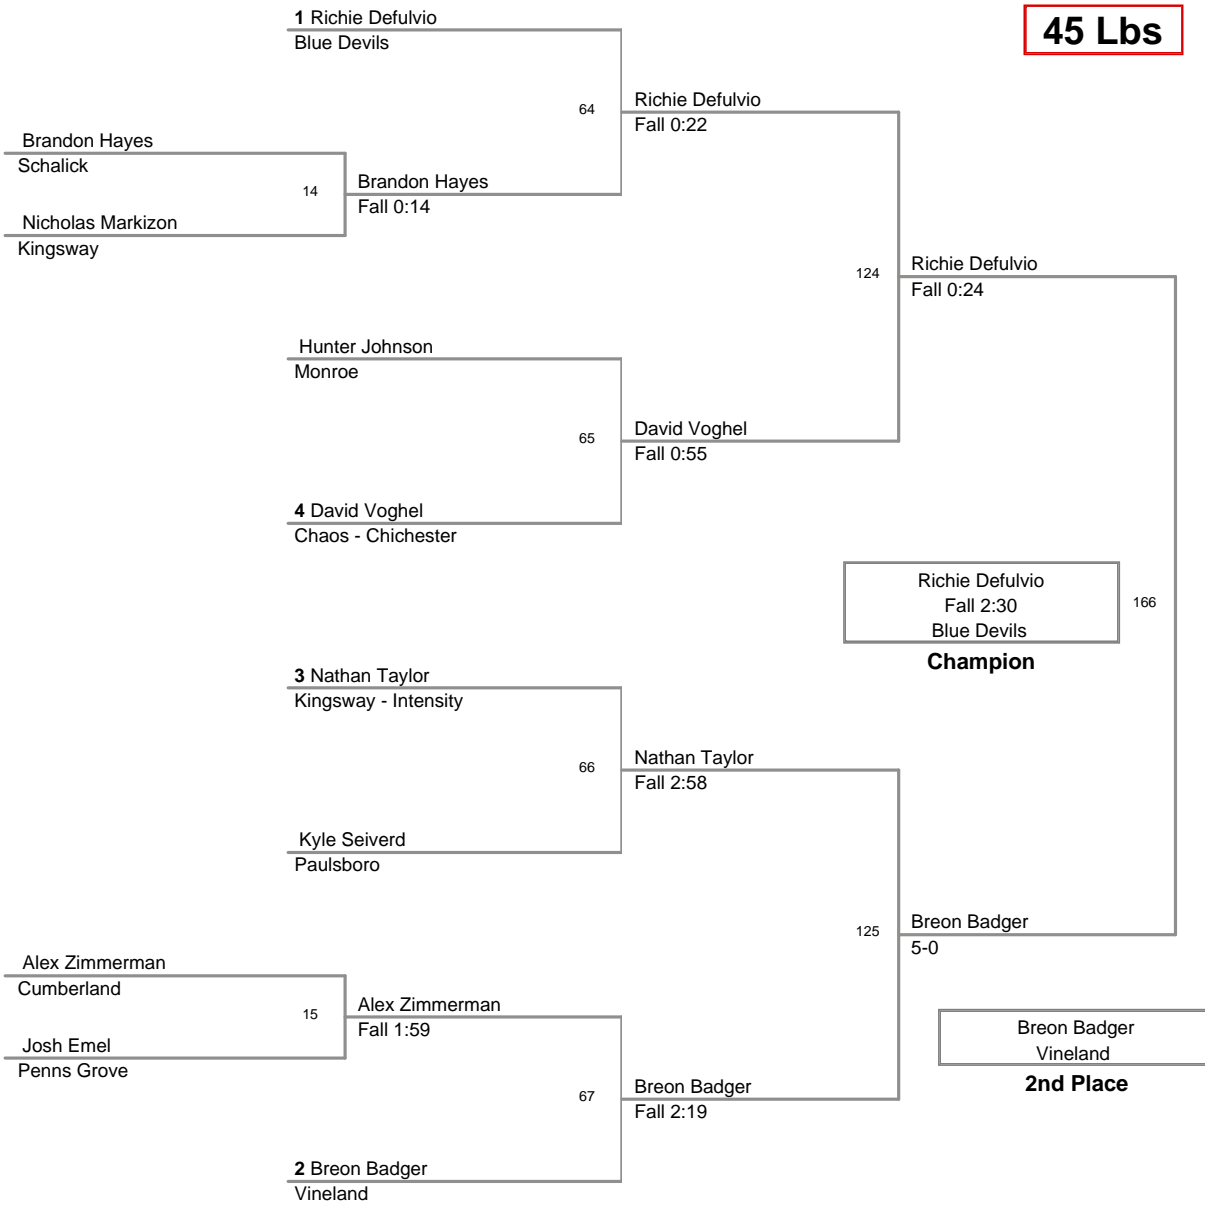 1 Richie Defulvio
Blue Devils
45 Lbs
64
Richie Defulvio
Fall 0:22
Brandon Hayes
Schalick
14
Brandon Hayes
Fall 0:14
Nicholas Markizon
Kingsway
124
Richie Defulvio
Fall 0:24
Hunter Johnson
Monroe
65
David Voghel
Fall 0:55
4 David Voghel
Chaos - Chichester
Richie Defulvio
Fall 2:30
Blue Devils
166
Champion
3 Nathan Taylor
Kingsway - Intensity
66
Nathan Taylor
Fall 2:58
Kyle Seiverd
Paulsboro
125
Breon Badger
5-0
Alex Zimmerman
Cumberland
15
Alex Zimmerman
Fall 1:59
Josh Emel
Penns Grove
Breon Badger
Vineland
2nd Place
67
Breon Badger
Fall 2:19
2 Breon Badger
Vineland